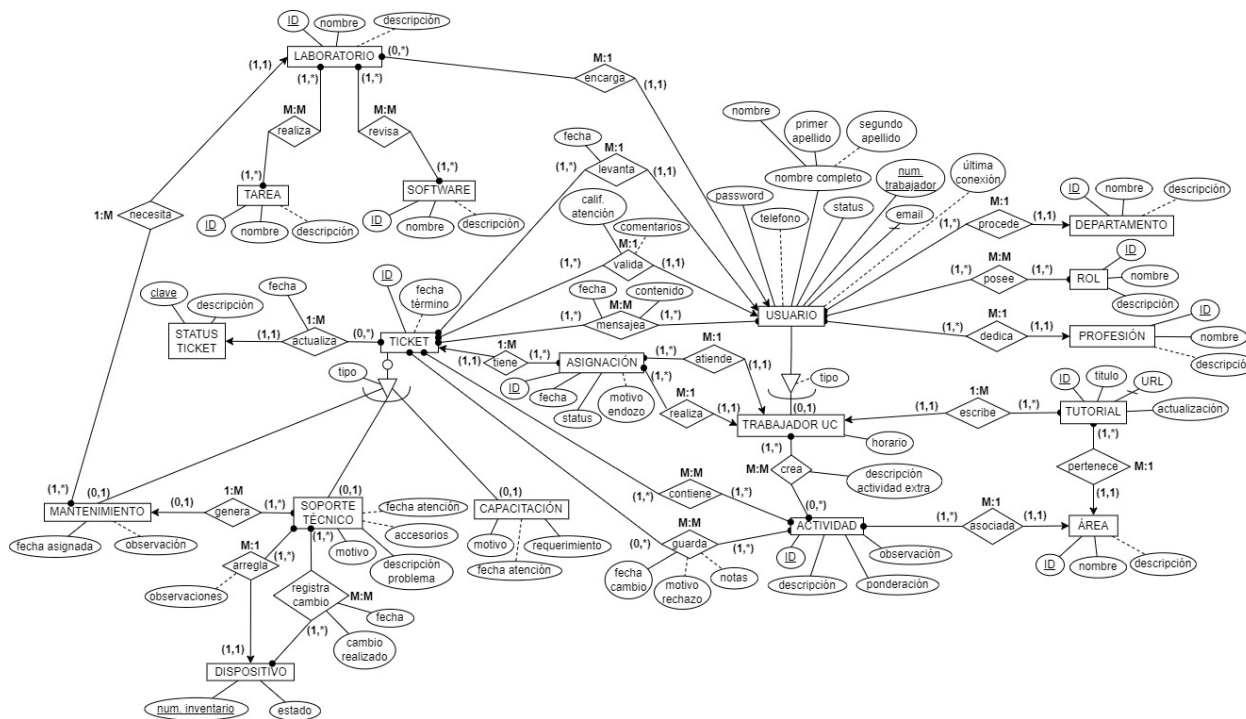 ID
nombre
descripción
LABORATORIO
(0,*)
(1,1)
(1,*)
(1,*)
M:1
encarga
(1,1)
M:M
realiza
M:M
revisa
(1,*)
(1,*)
TAREA
SOFTWARE
ID
nombre
descripción
ID
nombre
descripción
1:M
necesita
fecha
M:1
levanta
(1,*)
(1,1)
calif.
atención
comentarios
M:1
valida
(1,*)
(1,1)
fecha
contenido
M:M
mensajea
(1,*)
(1,*)
nombre
primer
apellido
segundo
apellido
nombre completo
password
telefono
status
num.
trabajador
email
última
conexión
USUARIO
(1,*)
M:1
procede
(1,1)
ID
nombre
descripción
DEPARTAMENTO
M:M
posee
(1,*)
(1,*)
ID
ROL
nombre
descripción
M:1
dedica
(1,*)
(1,1)
ID
PROFESIÓN
nombre
descripció
clave
descripción
STATUS
TICKET
fecha
1:M
actualiza
(1,1)
(0,*)
ID
fecha
término
TICKET
tipo
1:M
tiene
(1,1)
(1,*)
ASIGNACIÓN
ID
fecha
status
motivo
endozo
(1,*)
M:1
atiende
(1,1)
(1,*)
M:1
realiza
(1,1)
tipo
(0,1)
TRABAJADOR UC
horario
1:M
escribe
(1,1)
(1,*)
ID
titulo
URL
TUTORIAL
actualización
(1,*)
pertenece
M:1
(1,1)
(1,*)
M:M
crea
descripción
actividad extra
(0,*)
M:M
contiene
(1,*)
(1,*)
M:M
guarda
(0,*)
(1,*)
fecha
cambio
motivo
rechazo
notas
ACTIVIDAD
ID
descripción
ponderación
observación
M:1
asociada
(1,*)
(1,1)
ÁREA
ID
nombre
descripción
(1,*)
(0,1)
MANTENIMIENTO
fecha asignada
observación
(0,1)
1:M
genera
(1,*)
(0,1)
SOPORTE
TÉCNICO
fecha atención
accesorios
motivo
descripción
problema
(0,1)
CAPACITACIÓN
motivo
requerimiento
fecha atención
M:1
arregla
(1,*)
observaciones
(1,1)
(1,*)
registra
cambio
M:M
fecha
cambio
realizado
(1,*)
DISPOSITIVO
num. inventario
estado